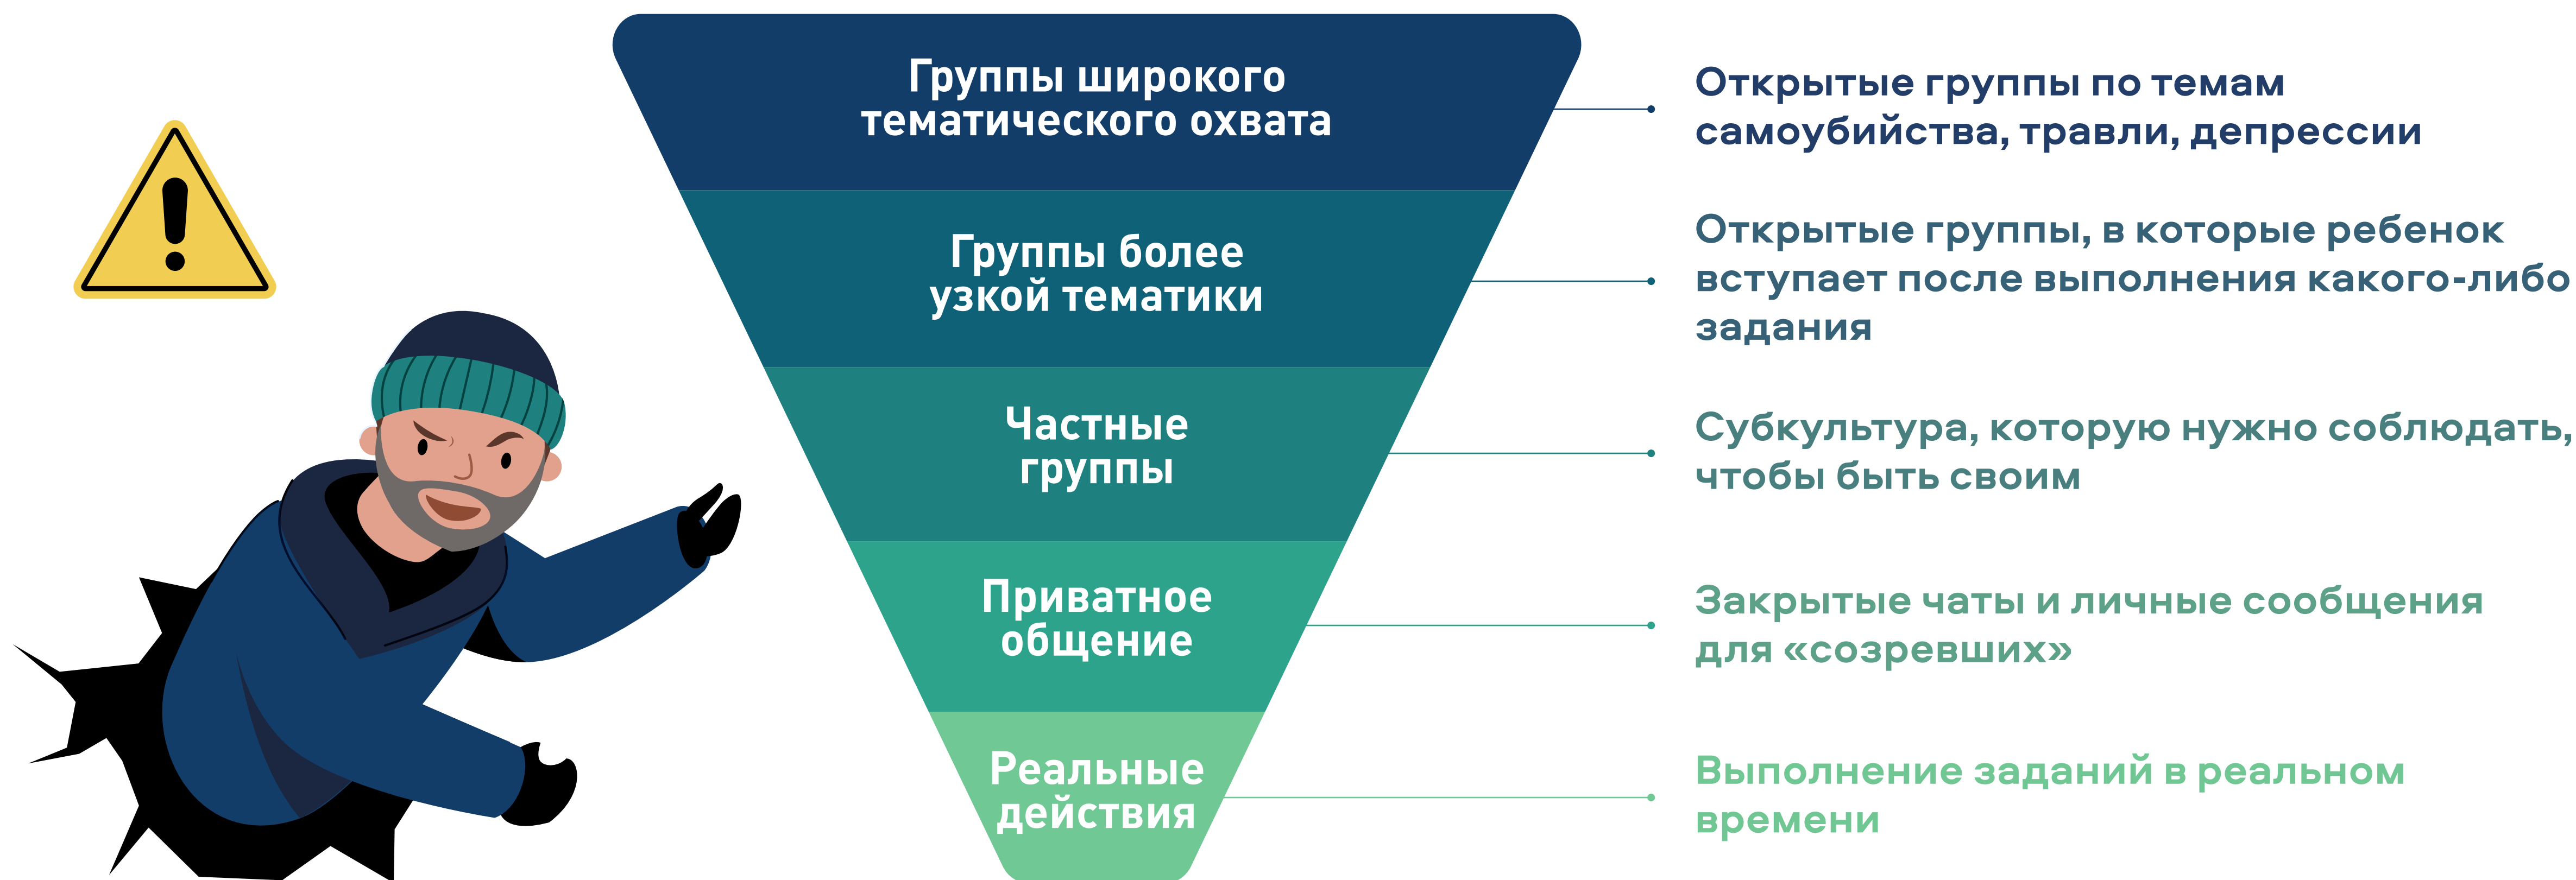 Группы широкого
тематического охвата
Открытые группы по темам
самоубийства, травли, депрессии
Группы более
узкой тематики
Открытые группы, в которые ребенок
вступает после выполнения какого-либо
задания
Частные
группы
Субкультура, которую нужно соблюдать,
чтобы быть своим
Приватное
общение
Закрытые чаты и личные сообщения
для «созревших»
Реальные
действия
Выполнение заданий в реальном
времени